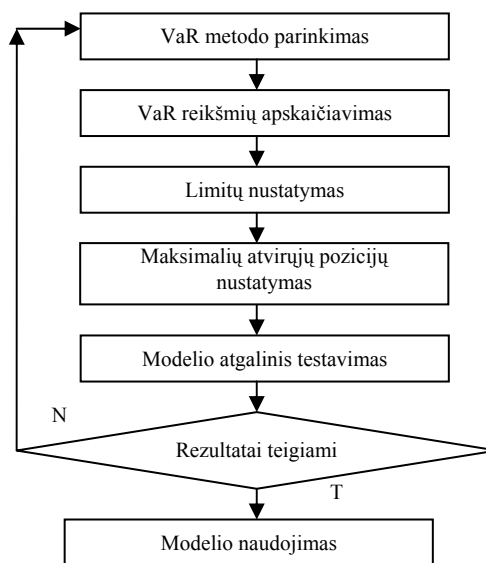 VaR metodo parinkimas
VaR reikšmių apskaičiavimas
Limitų nustatymas
Maksimalių atvirųjų pozicijų
nustatymas
Modelio atgalinis testavimas
N
Rezultatai teigiami
T
Modelio naudojimas